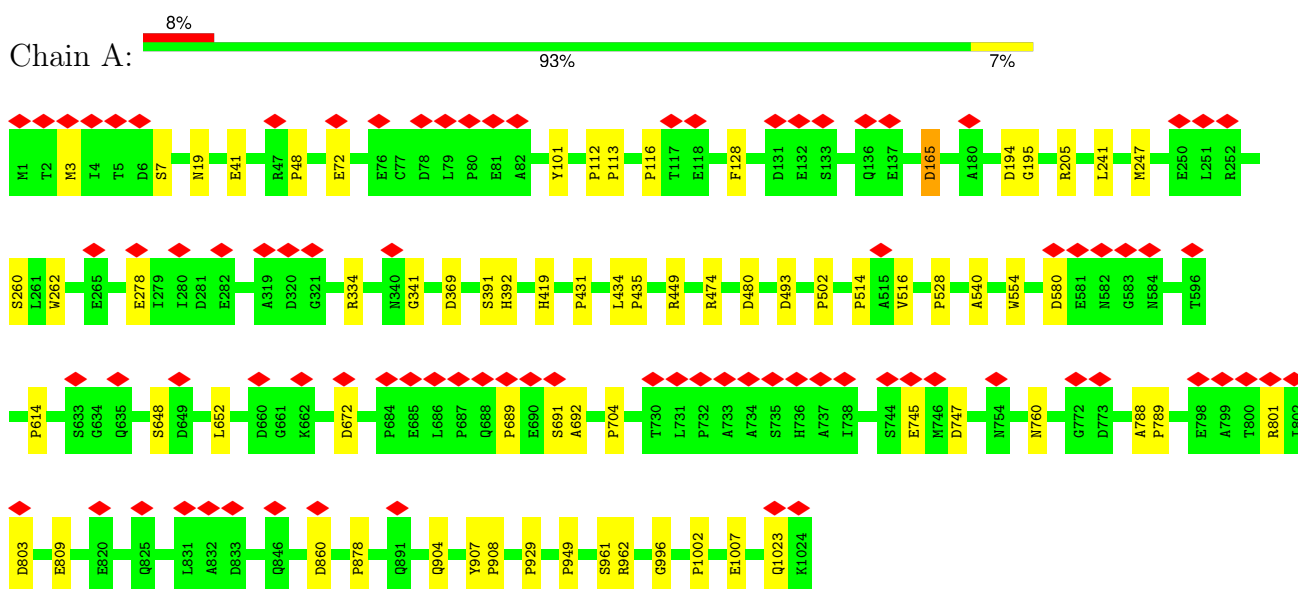 8%
Chain A:
93% 7%
M1 T2 M3 I4 T5 D6 S7 N19 E41 R47 P48 E72 E76 C77 D78 L79 P80 E81 A82 Y101 P112 P113 P116 T117 E118 F128 D131 E132 S133 Q136 E137 D165 A180 D194 G195 R205 L241 M247 E250 L251 R252
S260 L261 W262 E265 E278 I279 I280 D281 E282 A319 D320 G321 R334 N340 G341 D369 S391 H392 H419 P431 L434 P435 R449 R474 D480 D493 P502 P514 A515 V516 P528 A540 W554 D580 E581 N582 G583 N584 T596
P614 S633 G634 Q635 S648 D649 L652 D660 G661 K662 D672 P684 E685 L686 P687 Q688 P689 E690 S691 A692 P704 T730 L731 P732 A733 A734 S735 H736 A737 I738 S744 E745 M746 D747 N754 N760 G772 D773 A788 P789 E798 A799 T800 R801 I802
D803 E809 E820 Q825 L831 A832 D833 Q846 D860 P878 Q891 Q904 Y907 P908 P929 P949 S961 R962 G996 P1002 E1007 Q1023 K1024